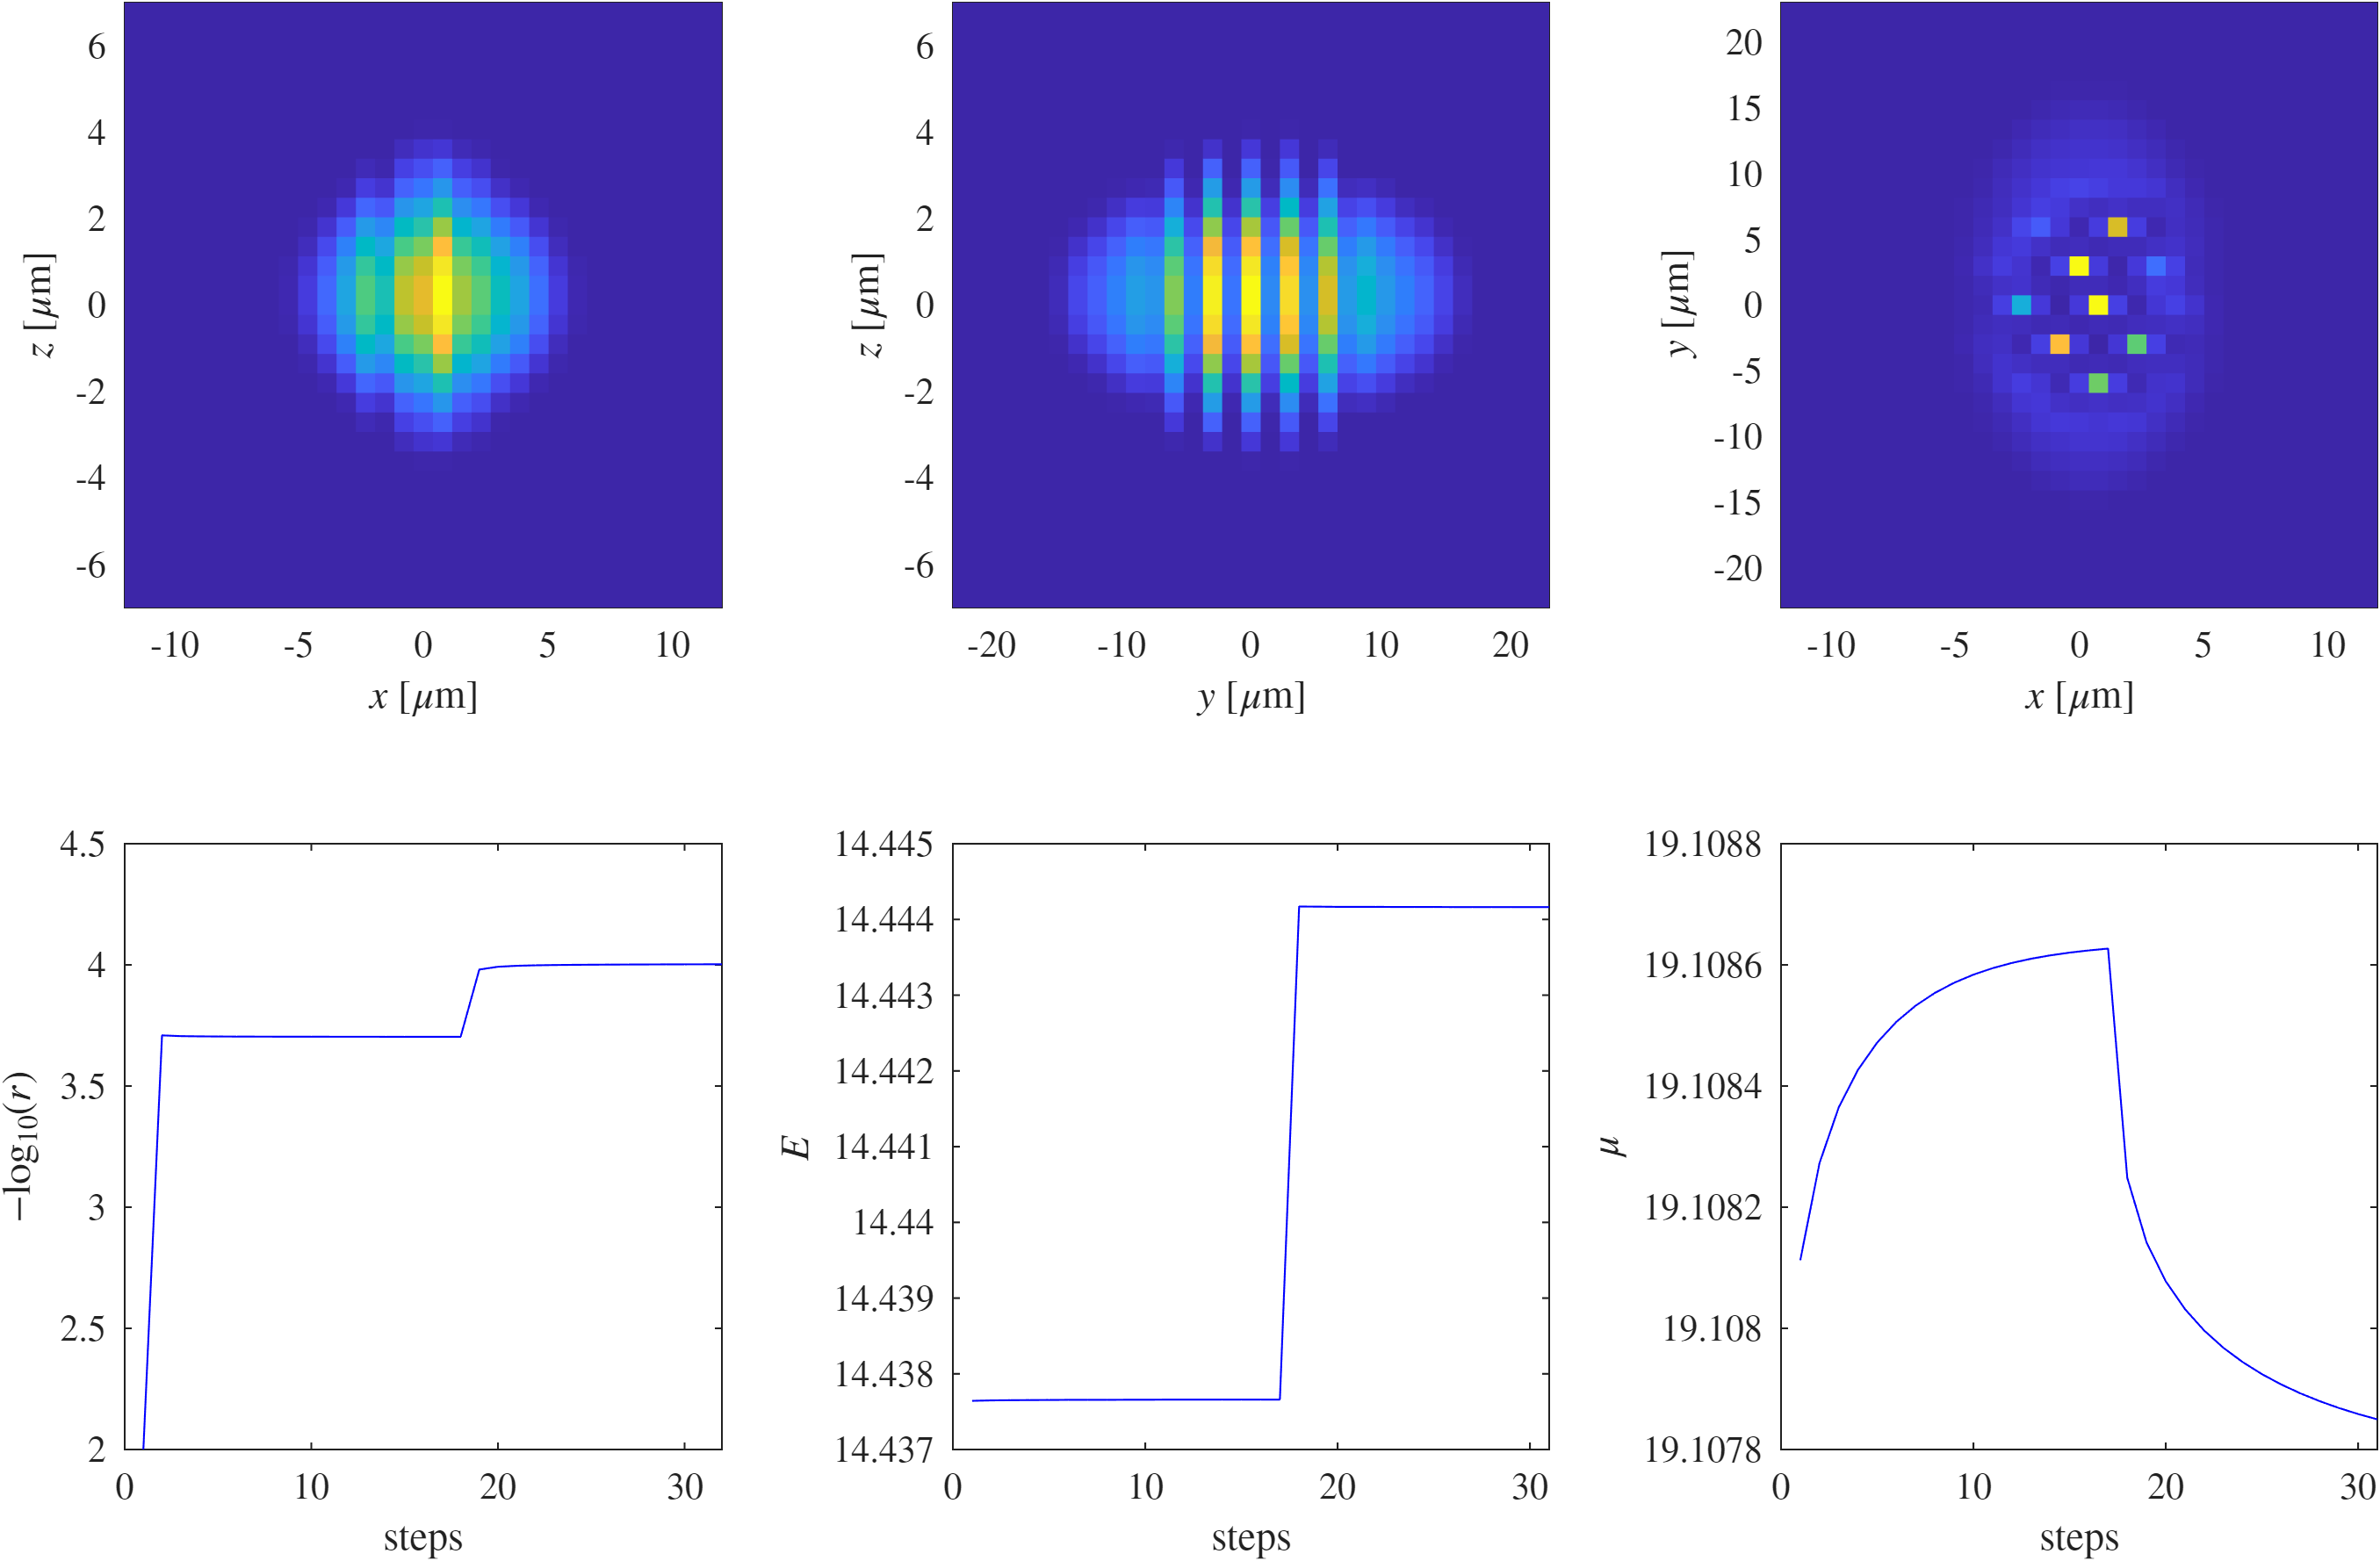 6
4
2
0
-2
-4
-6
z [μm]
-10 -5 0 5 10
x [μm]
6
4
2
0
-2
-4
-6
z [μm]
-20 -10 0 10 20
y [μm]
20
15
10
5
0
-5
-10
-15
-20
y [μm]
-10 -5 0 5 10
x [μm]
4.5
4
3.5
3
2.5
2
−log10(r)
0 10 20 30
steps
14.445
14.444
14.443
14.442
14.441
14.44
14.439
14.438
14.437
E
0 10 20 30
steps
19.1088
19.1086
19.1084
19.1082
19.108
19.1078
μ
0 10 20 30
steps